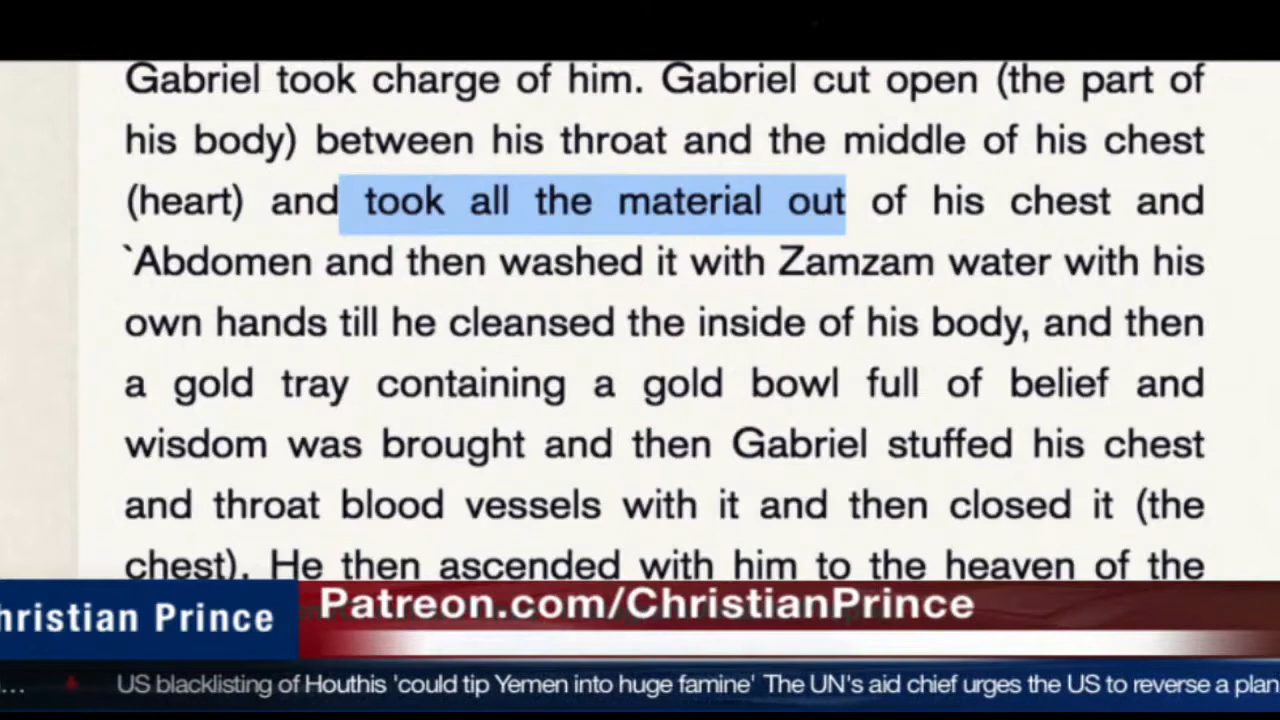 Gabriel took charge of him. Gabriel cut open (the part of
his body) between his throat and the middle of his chest
(heart) and took all the material out of his chest and
`Abdomen and then washed it with Zamzam water with his
own hands till he cleansed the inside of his body, and then
a gold tray containing a gold bowl full of belief and
wisdom was brought and then Gabriel stuffed his chest
and throat blood vessels with it and then closed it (the
chest). He then ascended with him to the heaven of the
hristian Prince
Patreon.com/ChristianPrince
... US blacklisting of Houthis 'could tip Yemen into huge famine' The UN's aid chief urges the US to reverse a plan